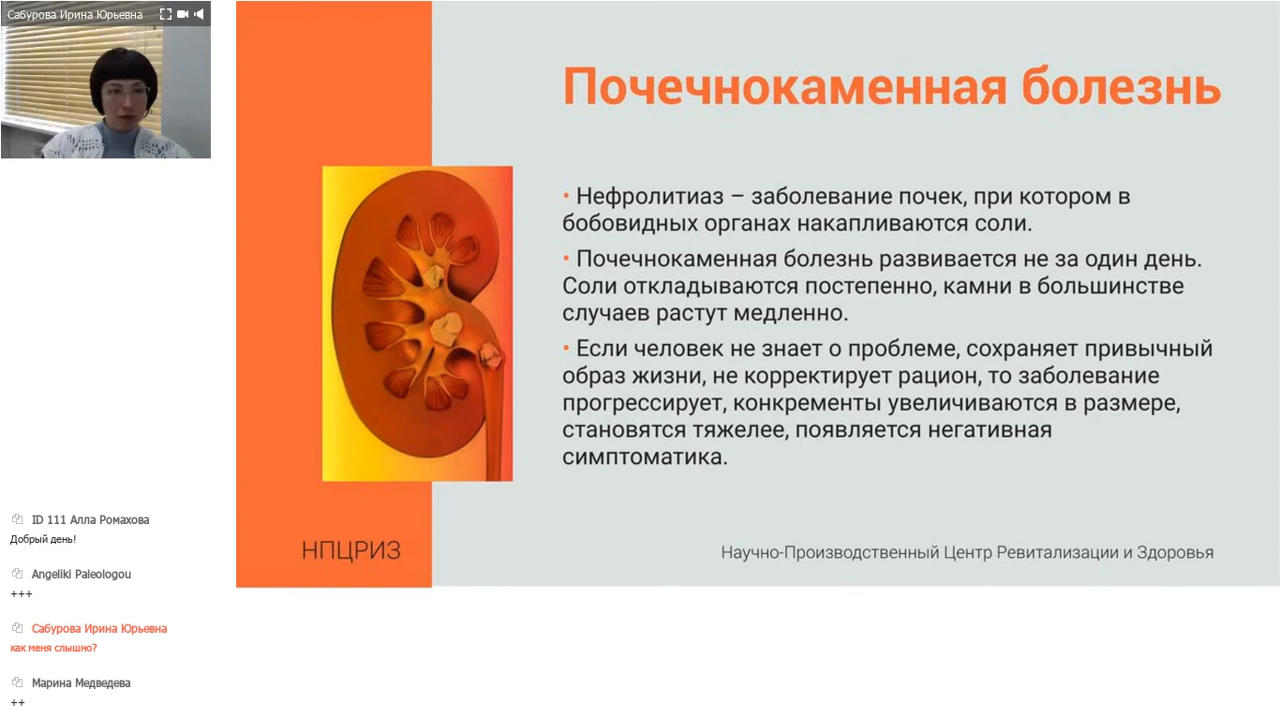 Сабурова Ирина Юрьевна
Почечнокаменная болезнь
• Нефролитиаз – заболевание почек, при котором в
бобовидных органах накапливаются соли.
• Почечнокаменная болезнь развивается не за один день.
Соли откладываются постепенно, камни в большинстве
случаев растут медленно.
• Если человек не знает о проблеме, сохраняет привычный
образ жизни, не корректирует рацион, то заболевание
прогрессирует, конкременты увеличиваются в размере,
становятся тяжелее, появляется негативная
симптоматика.
НПЦРИЗ
Научно-Производственный Центр Ревитализации и Здоровья
ID 111 Алла Ромахова
Добрый день!
Angeliki Paleologou
+++
Сабурова Ирина Юрьевна
как меня слышно?
Марина Медведева
++